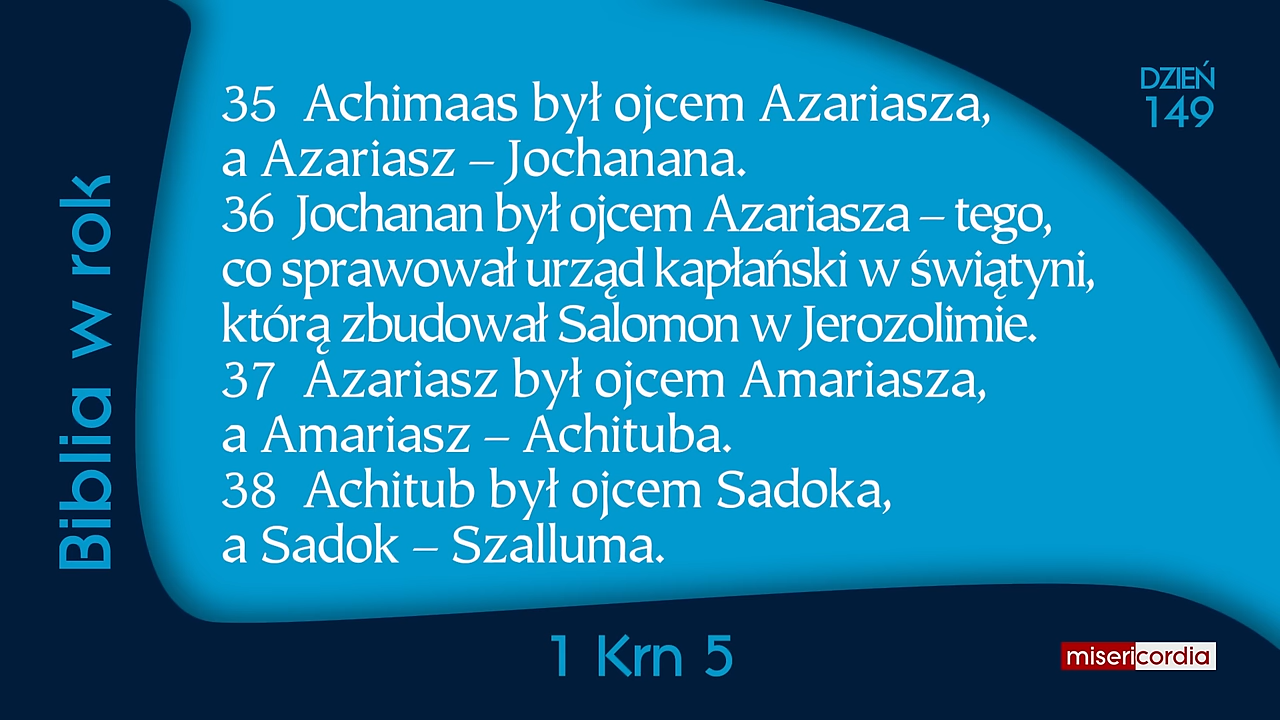 DZIEŃ
149
35 Achimaas był ojcem Azariasza,
a Azariasz – Jochanana.
36 Jochanan był ojcem Azariasza – tego,
co sprawował urząd kapłański w świątyni,
którą zbudował Salomon w Jerozolimie.
37 Azariasz był ojcem Amariasza,
a Amariasz – Achituba.
38 Achitub był ojcem Sadoka,
a Sadok – Szalluma.
Biblia w rok
1 Krn 5
misericordia